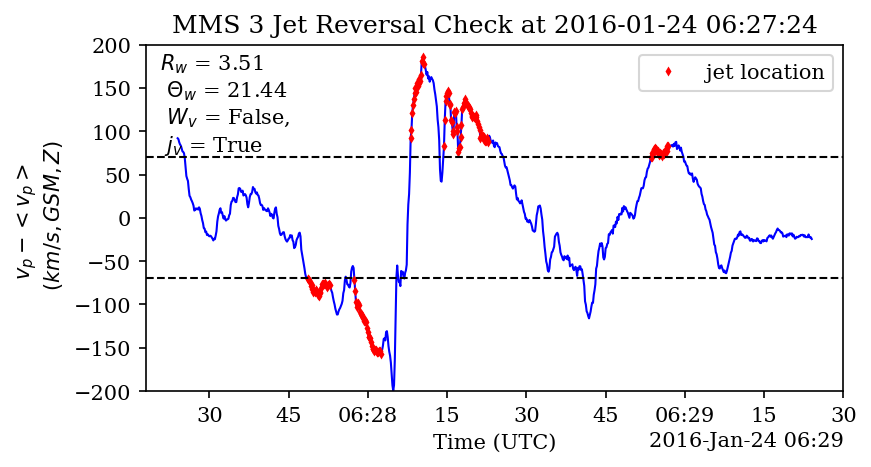 MMS 3 Jet Reversal Check at 2016-01-24 06:27:24
R_w = 3.51
Θ_w = 21.44
W_v = False,
j_v = True
jet location
v_p − <v_p>
(km/s, GSM, Z)
200
150
100
50
0
−50
−100
−150
−200
30 45 06:28 15 30 45 06:29 15 30
Time (UTC)
2016-Jan-24 06:29